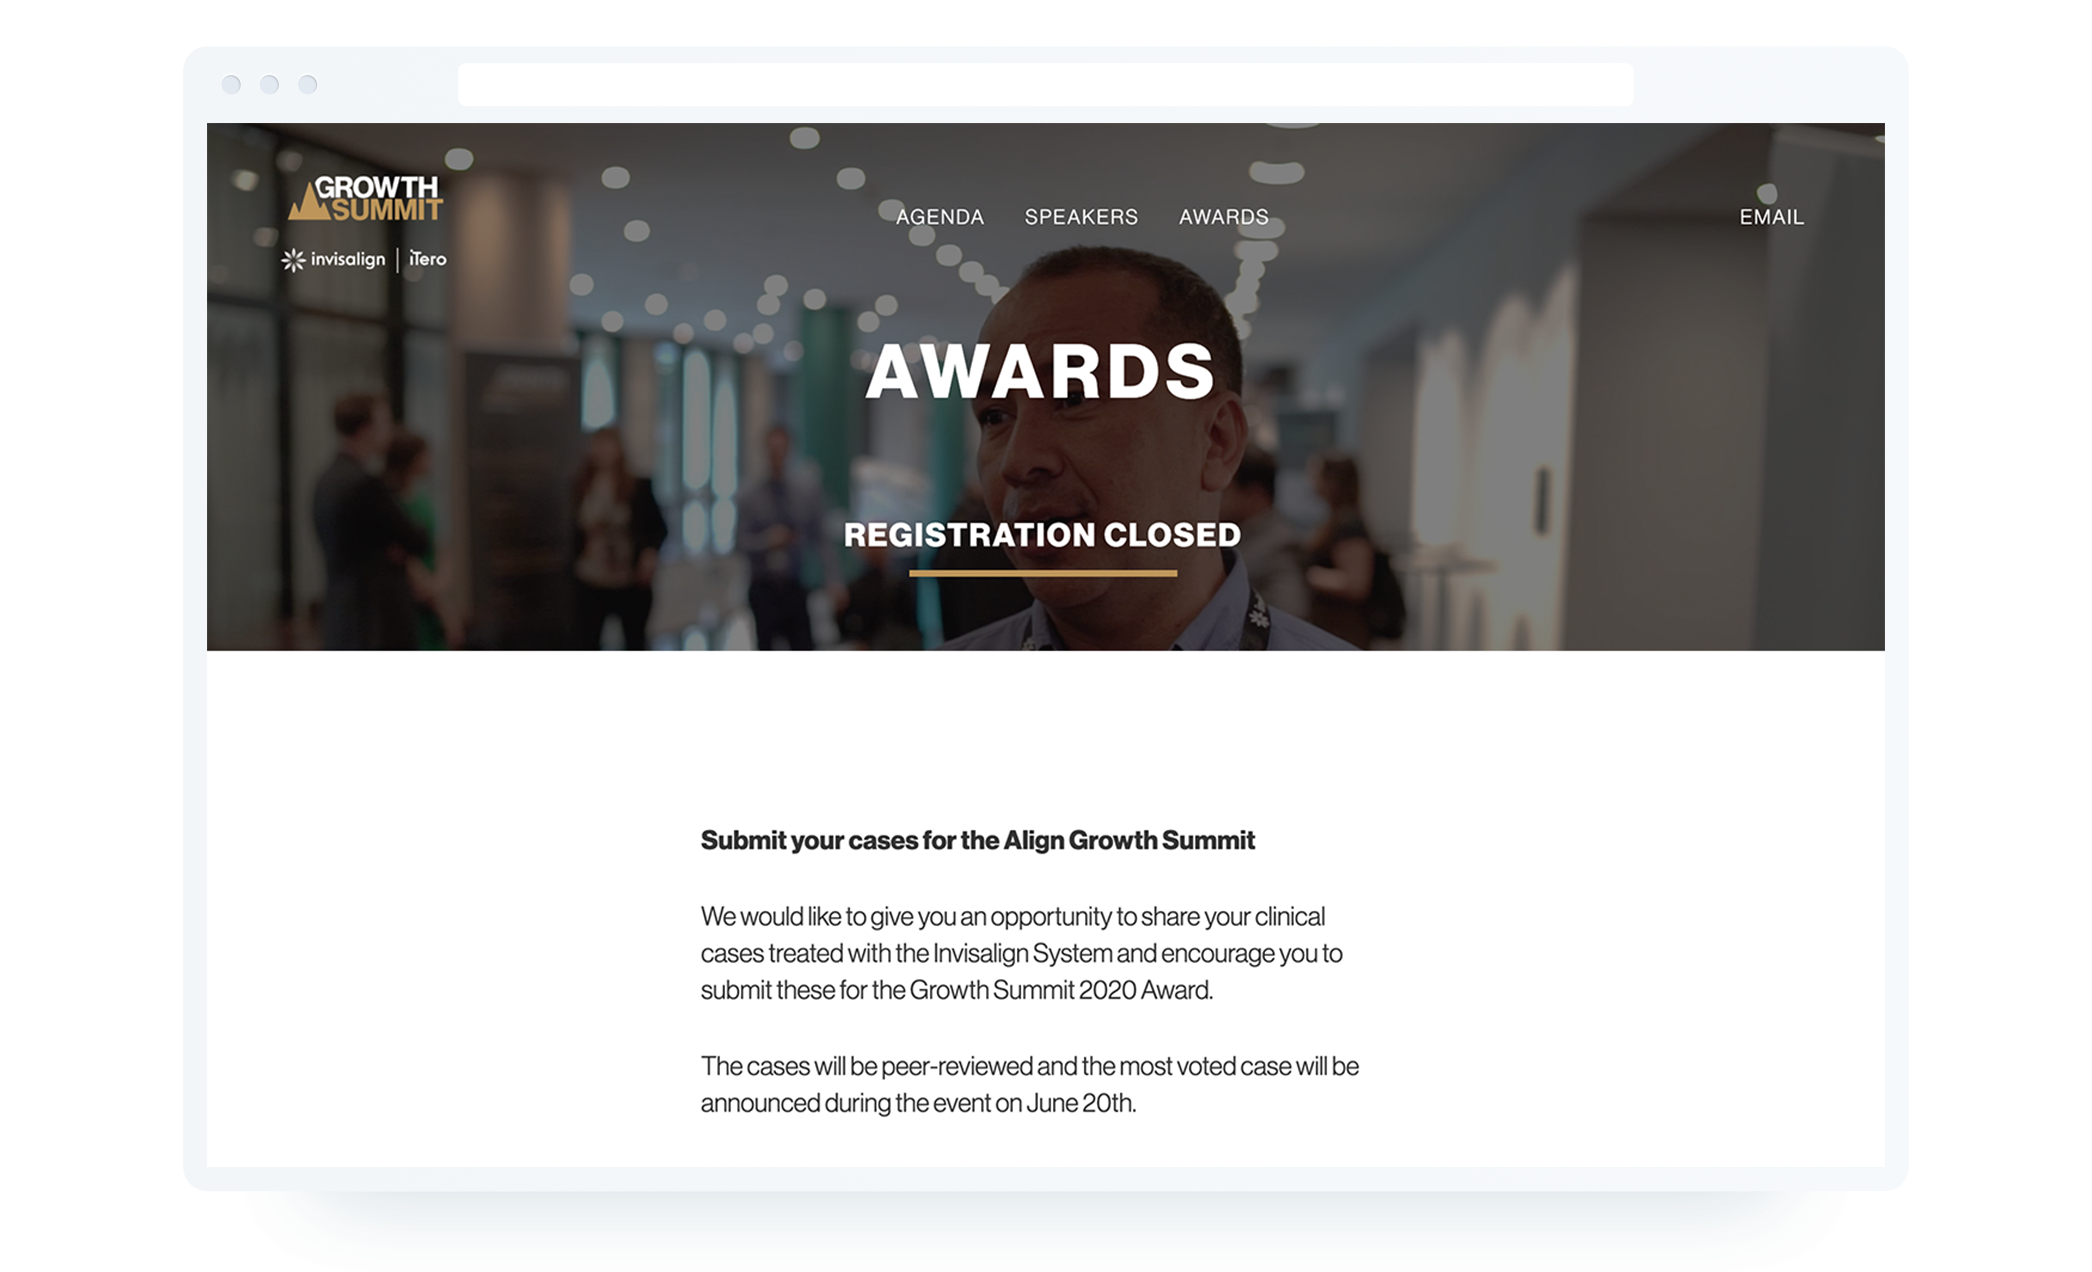 GROWTH
SUMMIT
invisalign | iTero
AGENDA SPEAKERS AWARDS
EMAIL
AWARDS
REGISTRATION CLOSED
Submit your cases for the Align Growth Summit
We would like to give you an opportunity to share your clinical
cases treated with the Invisalign System and encourage you to
submit these for the Growth Summit 2020 Award.
The cases will be peer-reviewed and the most voted case will be
announced during the event on June 20th.